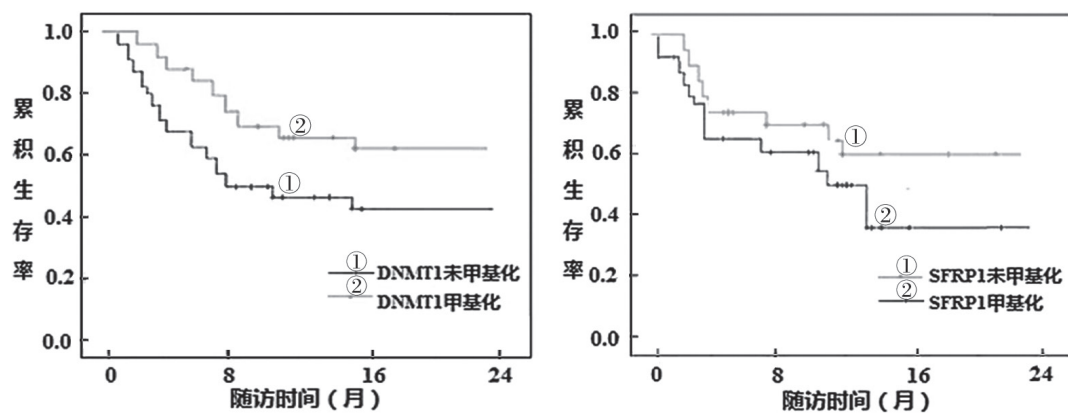 累积生存率
1.0
0.8
0.6
0.4
0.2
0.0
②
①
① DNMT1未甲基化
② DNMT1甲基化
0 8 16 24
随访时间（月）
累积生存率
1.0
0.8
0.6
0.4
0.2
0.0
①
②
① SFRP1未甲基化
② SFRP1甲基化
0 8 16 24
随访时间（月）